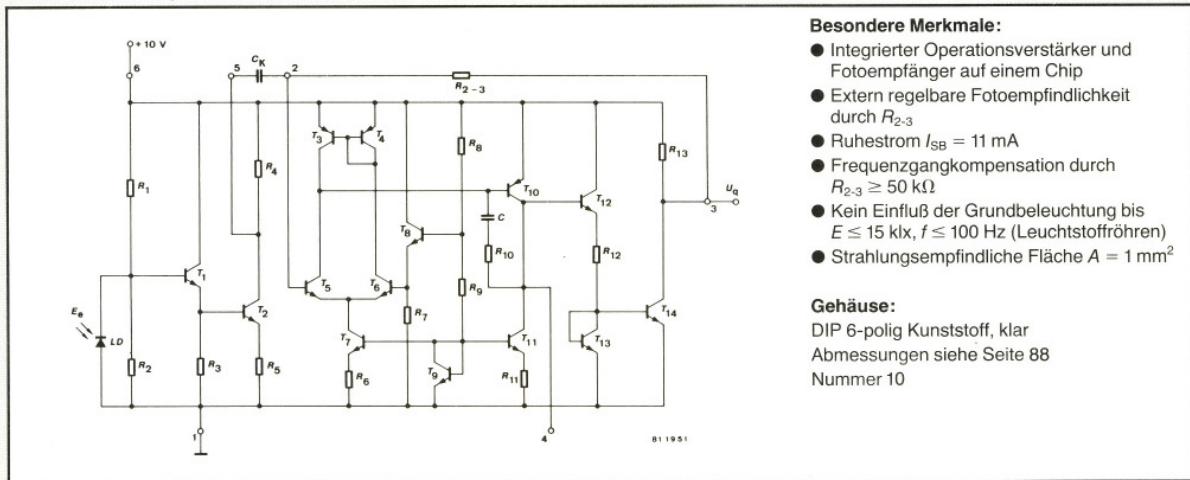 +10 V
6
5
C_K
2
R_2-3
R_1
R_4
T_3
T_4
R_8
T_10
T_12
R_13
U_q
3
T_8
C
R_10
R_12
T_1
T_5
T_6
R_9
E_e
LD
T_2
R_7
T_14
T_7
T_11
T_13
R_2
R_3
R_5
R_6
T_9
R_11
1
4
81 1951
Besondere Merkmale:
● Integrierter Operationsverstärker und
Fotoempfänger auf einem Chip
● Extern regelbare Fotoempfindlichkeit
durch R_2-3
● Ruhestrom I_SB = 11 mA
● Frequenzgangkompensation durch
R_2-3 ≥ 50 kΩ
● Kein Einfluß der Grundbeleuchtung bis
E ≤ 15 klx, f ≤ 100 Hz (Leuchtstoffröhren)
● Strahlungsempfindliche Fläche A = 1 mm²
Gehäuse:
DIP 6-polig Kunststoff, klar
Abmessungen siehe Seite 88
Nummer 10